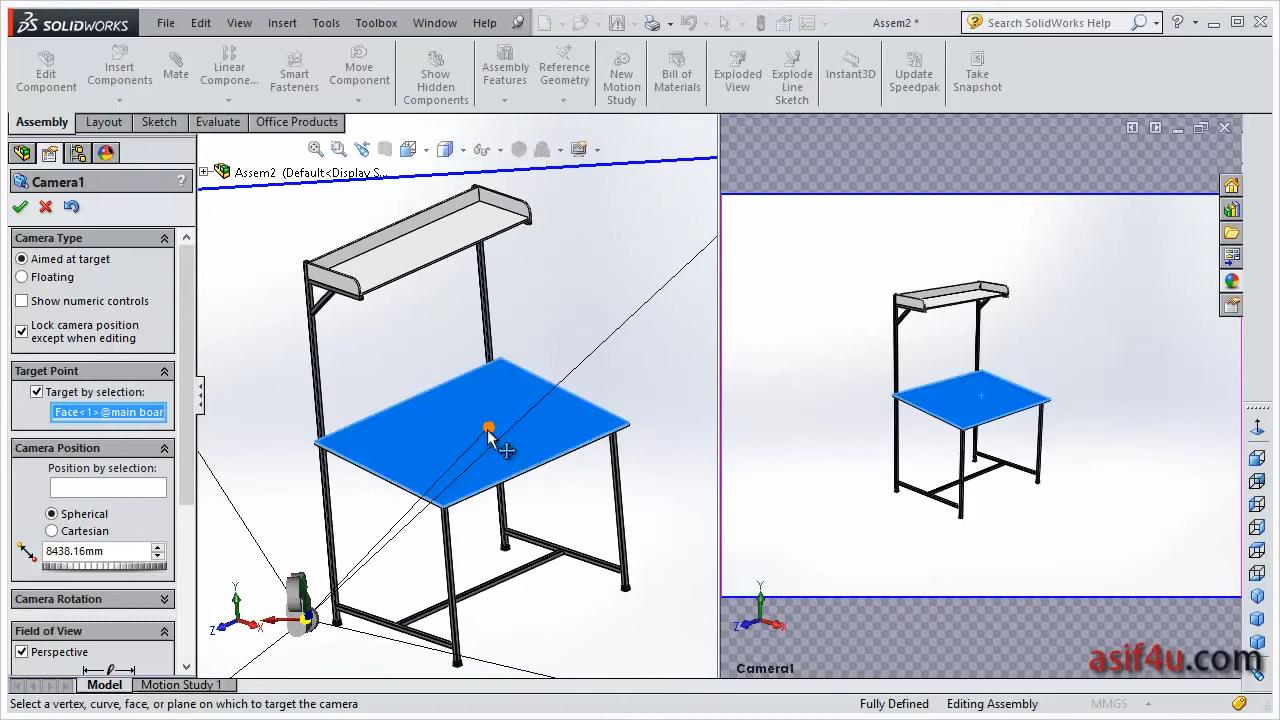 SOLIDWORKS
File Edit View Insert Tools Toolbox Window Help
Assem2 *
Search SolidWorks Help
Edit Component
Insert Components
Mate
Linear Compone...
Smart Fasteners
Move Component
Show Hidden Components
Assembly Features
Reference Geometry
New Motion Study
Bill of Materials
Exploded View
Explode Line Sketch
Instant3D
Update Speedpak
Take Snapshot
Assembly Layout Sketch Evaluate Office Products
Assem2 (Default<Display S...
Camera1
?
Camera Type
Aimed at target
Floating
Show numeric controls
Lock camera position
except when editing
Target Point
Target by selection:
Face<1>@main boar
Camera Position
Position by selection:
Spherical
Cartesian
8438.16mm
Camera Rotation
Field of View
Perspective
ℓ
Y
Z
X
Y
Z
X
Camera1
asif4u.com
Model Motion Study 1
Select a vertex, curve, face, or plane on which to target the camera
Fully Defined
Editing Assembly
MMGS